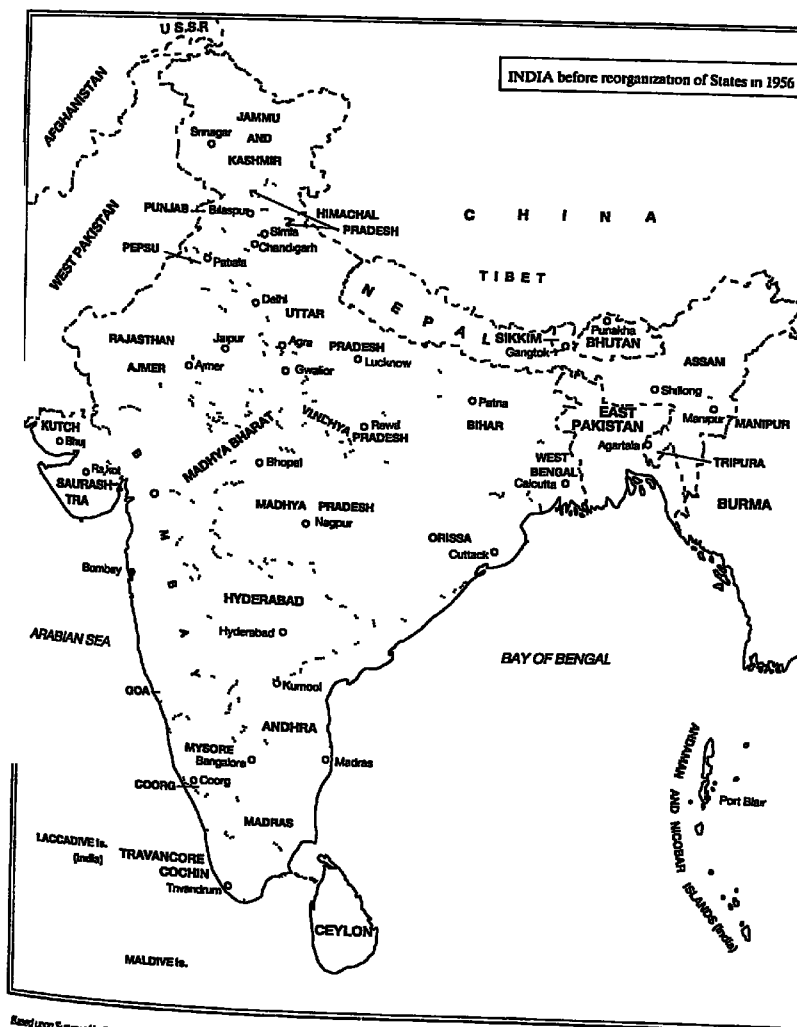 U S.S.R
INDIA before reorganization of States in 1956
AFGHANISTAN
JAMMU
AND
KASHMIR
Srinagar
WEST PAKISTAN
PUNJAB
Bilaspur
HIMACHAL
PRADESH
Simla
Chandigarh
PEPSU
Patiala
C H I N A
TIBET
N E P A L
Delhi
UTTAR
PRADESH
RAJASTHAN
Jaipur
Agra
Lucknow
AJMER
Ajmer
Gwalior
SIKKIM
Gangtok
Punakha
BHUTAN
ASSAM
Shillong
Manipur
MANIPUR
KUTCH
Bhuj
MADHYA BHARAT
VINDHYA
PRADESH
Rewa
Patna
BIHAR
EAST
PAKISTAN
Agartala
TRIPURA
Rajkot
SAURASH
TRA
Bhopal
WEST
BENGAL
Calcutta
BURMA
MADHYA PRADESH
Nagpur
B O M B A Y
Bombay
ORISSA
Cuttack
HYDERABAD
Hyderabad
ARABIAN SEA
BAY OF BENGAL
GOA
Kurnool
ANDHRA
MYSORE
Bangalore
Madras
COORG
Coorg
MADRAS
ANDAMAN AND NICOBAR
ISLANDS (India)
Port Blair
LACCADIVE Is.
(India)
TRAVANCORE
COCHIN
Trivandrum
CEYLON
MALDIVE Is.
Based upon